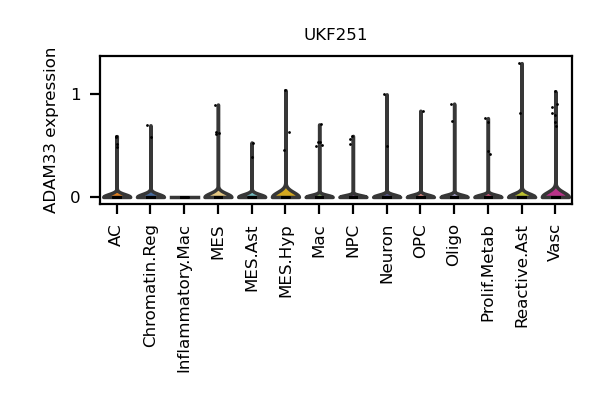 UKF251
ADAM33 expression
1
0
AC
Chromatin.Reg
Inflammatory.Mac
MES
MES.Ast
MES.Hyp
Mac
NPC
Neuron
OPC
Oligo
Prolif.Metab
Reactive.Ast
Vasc